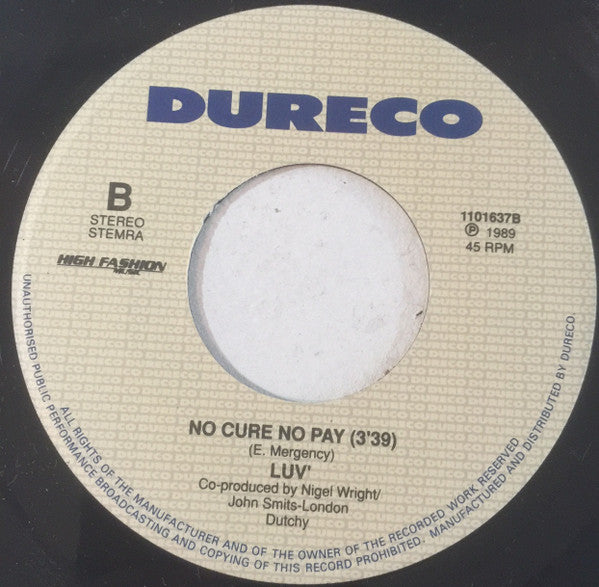 DURECO
B
STEREO
STEMRA
HIGH FASHION
MUSIC
1101637B
Ⓟ 1989
45 RPM
NO CURE NO PAY (3'39)
(E. Mergency)
LUV'
Co-produced by Nigel Wright/
John Smits-London
Dutchy
ALL RIGHTS OF THE MANUFACTURER AND OF THE OWNER OF THE RECORDED WORK RESERVED
UNAUTHORISED PUBLIC PERFORMANCE BROADCASTING AND COPYING OF THIS RECORD PROHIBITED. MANUFACTURED AND DISTRIBUTED BY DURECO.